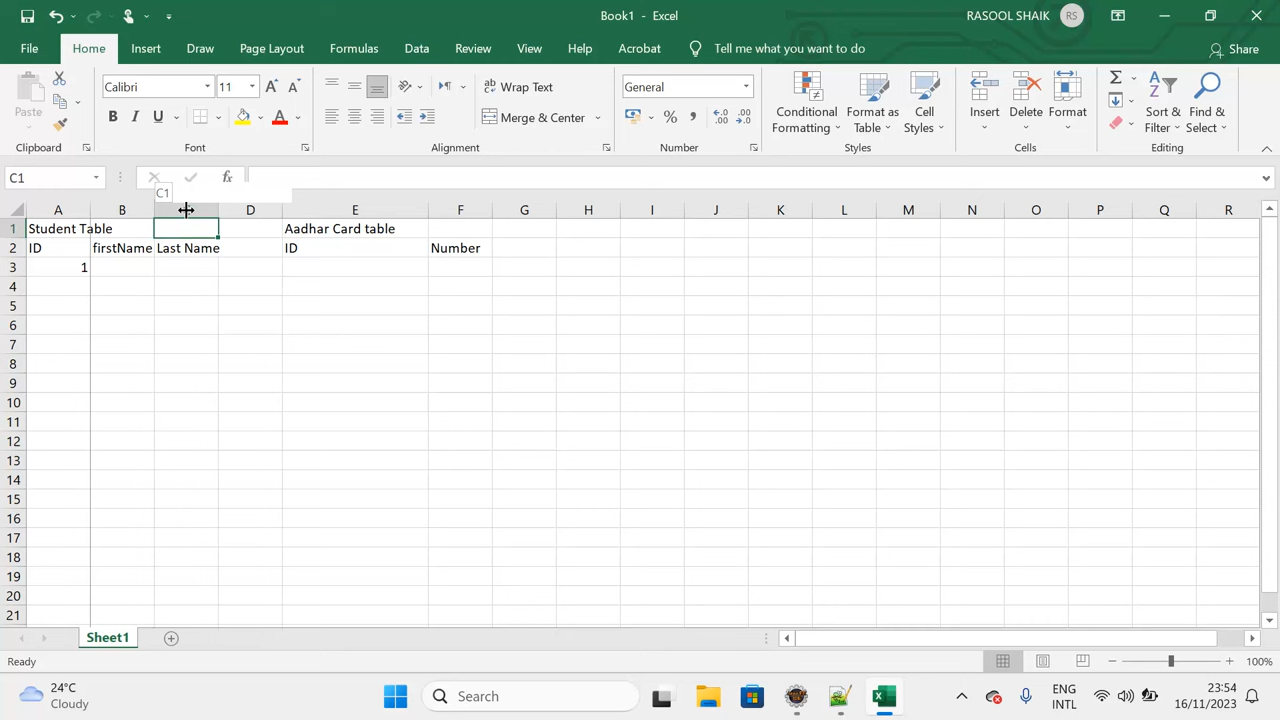 Book1 - Excel
RASOOL SHAIK
RS
File Home Insert Draw Page Layout Formulas Data Review View Help Acrobat Tell me what you want to do Share
Paste
Calibri 11
B I U A
ab Wrap Text
Merge & Center
General
% ,
Conditional Formatting
Format as Table
Cell Styles
Insert Delete Format
Sort & Filter
Find & Select
Clipboard Font Alignment Number Styles Cells Editing
C1 fx
C1
A B D E F G H I J K L M N O P Q R
1 Student Table Aadhar Card table
2 ID firstName Last Name ID Number
3 1
4
5
6
7
8
9
10
11
12
13
14
15
16
17
18
19
20
21
Sheet1
Ready 100%
24°C
Cloudy
Search
ENG
INTL
23:54
16/11/2023